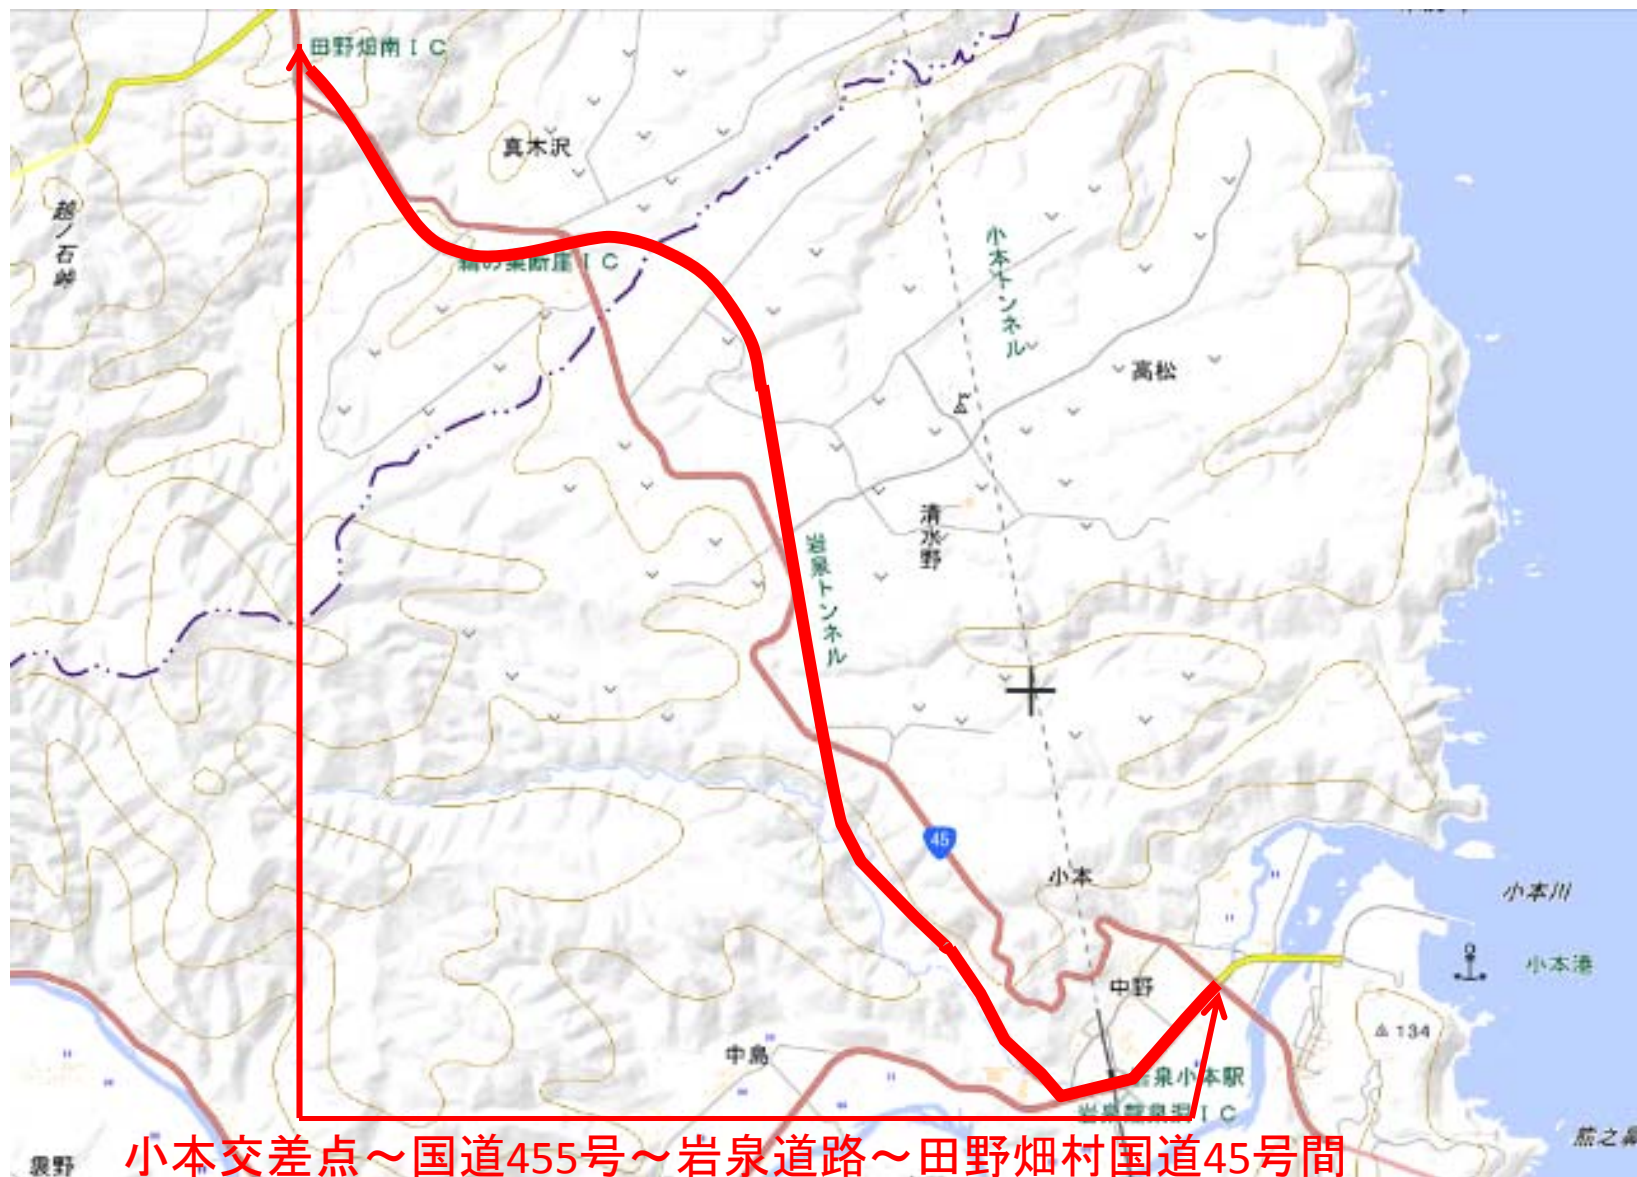 田野畑南ＩＣ
真木沢
越ノ石峠
小本トンネル
高松
清水野
岩泉トンネル
45
小本
小本川
小本港
中野
134
中島
岩泉小本駅
岩泉龍泉洞ＩＣ
小本交差点～国道455号～岩泉道路～田野畑村国道45号間